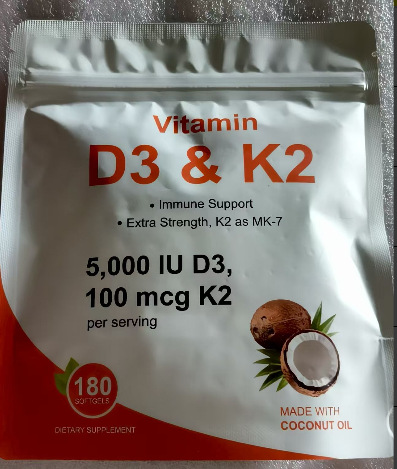 Vitamin
D3 & K2
• Immune Support
• Extra Strength, K2 as MK-7
5,000 IU D3,
100 mcg K2
per serving
180
SOFTGELS
DIETARY SUPPLEMENT
MADE WITH
COCONUT OIL